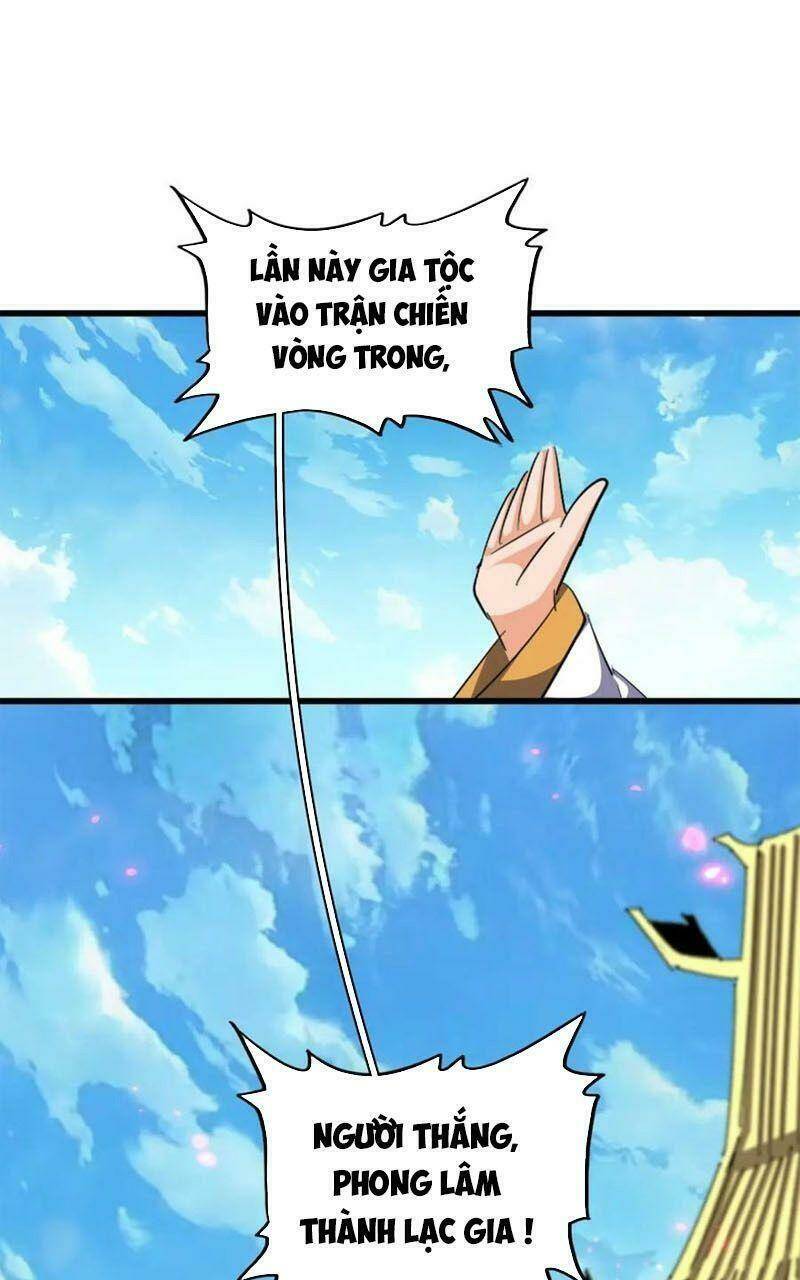 LẦN NÀY GIA TỘC
VÀO TRẬN CHIẾN
VÒNG TRONG,
NGƯỜI THẮNG,
PHONG LÂM
THÀNH LẠC GIA !